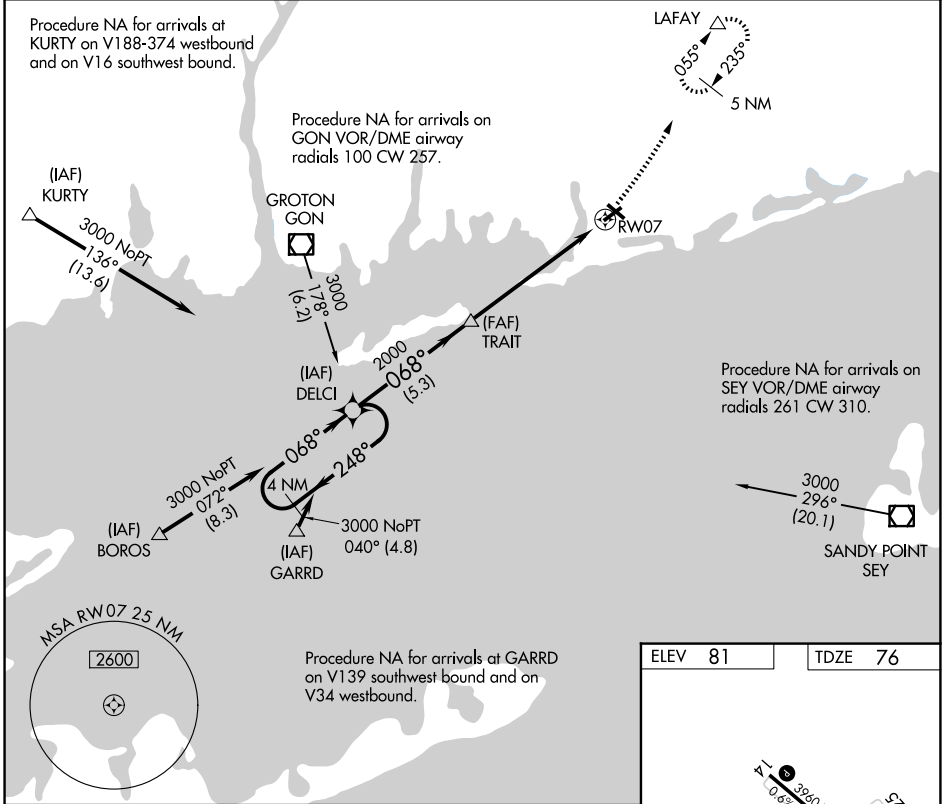 Procedure NA for arrivals at
KURTY on V188-374 westbound
and on V16 southwest bound.
LAFAY
055°
235°
5 NM
Procedure NA for arrivals on
GON VOR/DME airway
radials 100 CW 257.
(IAF)
KURTY
3000 NoPT
136°
(13.6)
GROTON
GON
3000
178°
(6.2)
RW07
(FAF)
TRAIT
2000
068°
(5.3)
(IAF)
DELCI
Procedure NA for arrivals on
SEY VOR/DME airway
radials 261 CW 310.
068°
248°
4 NM
3000 NoPT
072°
(8.3)
(IAF)
BOROS
3000 NoPT
040° (4.8)
(IAF)
GARRD
3000
296°
(20.1)
SANDY POINT
SEY
MSA RW07 25 NM
2600
Procedure NA for arrivals at GARRD
on V139 southwest bound and on
V34 westbound.
ELEV 81
TDZE 76
14
P
3960
0.6%
25